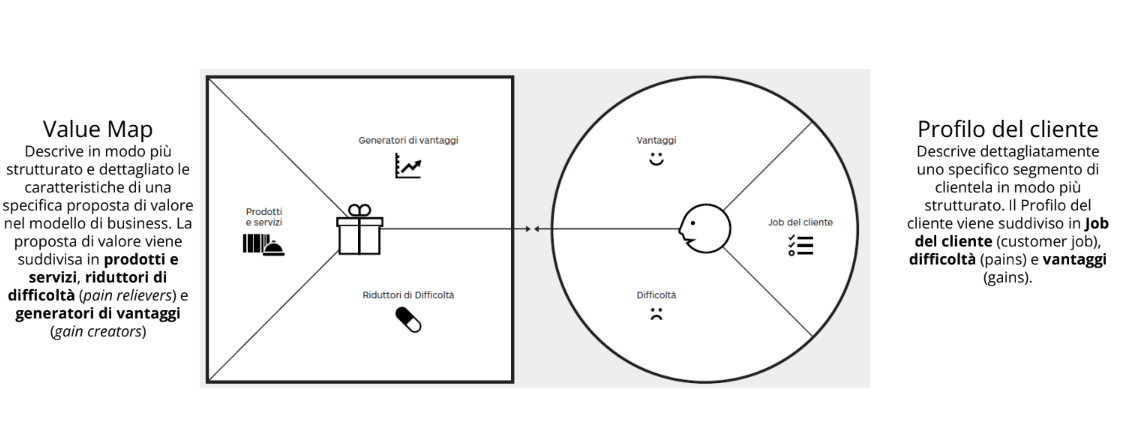 Value Map
Descrive in modo più
strutturato e dettagliato le
caratteristiche di una
specifica proposta di valore
nel modello di business. La
proposta di valore viene
suddivisa in prodotti e
servizi, riduttori di
difficoltà (pain relievers) e
generatori di vantaggi
(gain creators)
Generatori di vantaggi
Prodotti
e servizi
Riduttori di Difficoltà
Vantaggi
Job del cliente
Difficoltà
Profilo del cliente
Descrive dettagliatamente
uno specifico segmento di
clientela in modo più
strutturato. Il Profilo del
cliente viene suddiviso in Job
del cliente (customer job),
difficoltà (pains) e vantaggi
(gains).